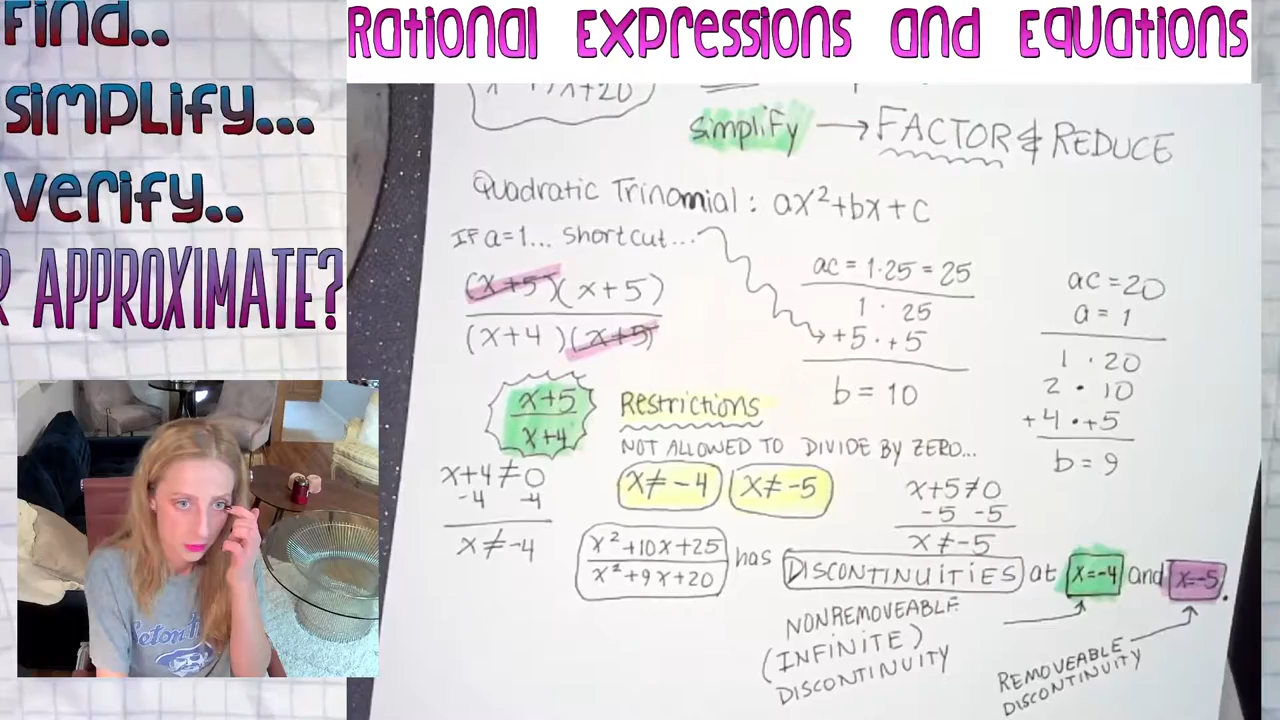 Find..
simplify...
verify..
R APPROXIMATE?
Rational Expressions and Equations
simplify → FACTOR & REDUCE
Quadratic Trinomial: ax²+bx+c
IF a=1... shortcut...
(x+5)(x+5)
(x+4)(x+5)
x+5
x+4
x+4≠0
-4 -4
x≠-4
ac = 1·25 = 25
1 · 25
+5 · +5
b = 10
ac = 20
a = 1
1 · 20
2 · 10
+4 · +5
b = 9
Restrictions
NOT ALLOWED TO DIVIDE BY ZERO...
x≠-4 x≠-5
x+5≠0
-5 -5
x≠-5
x²+10x+25
x²+9x+20
has DISCONTINUITIES at x=-4 and x=-5.
NONREMOVEABLE
(INFINITE)
DISCONTINUITY
REMOVEABLE
DISCONTINUITY